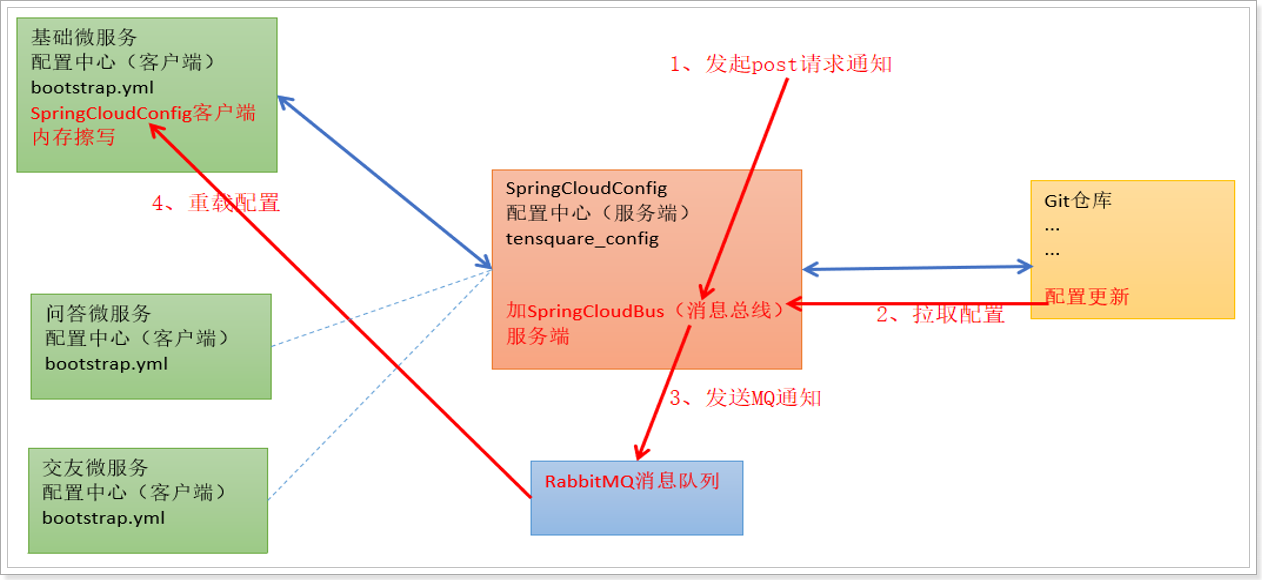 基础微服务
配置中心（客户端）
bootstrap.yml
SpringCloudConfig客户端
内存擦写
1、发起post请求通知
4、重载配置
SpringCloudConfig
配置中心（服务端）
tensquare_config
加SpringCloudBus（消息总线）
服务端
Git仓库
...
...
配置更新
2、拉取配置
问答微服务
配置中心（客户端）
bootstrap.yml
3、发送MQ通知
交友微服务
配置中心（客户端）
bootstrap.yml
RabbitMQ消息队列